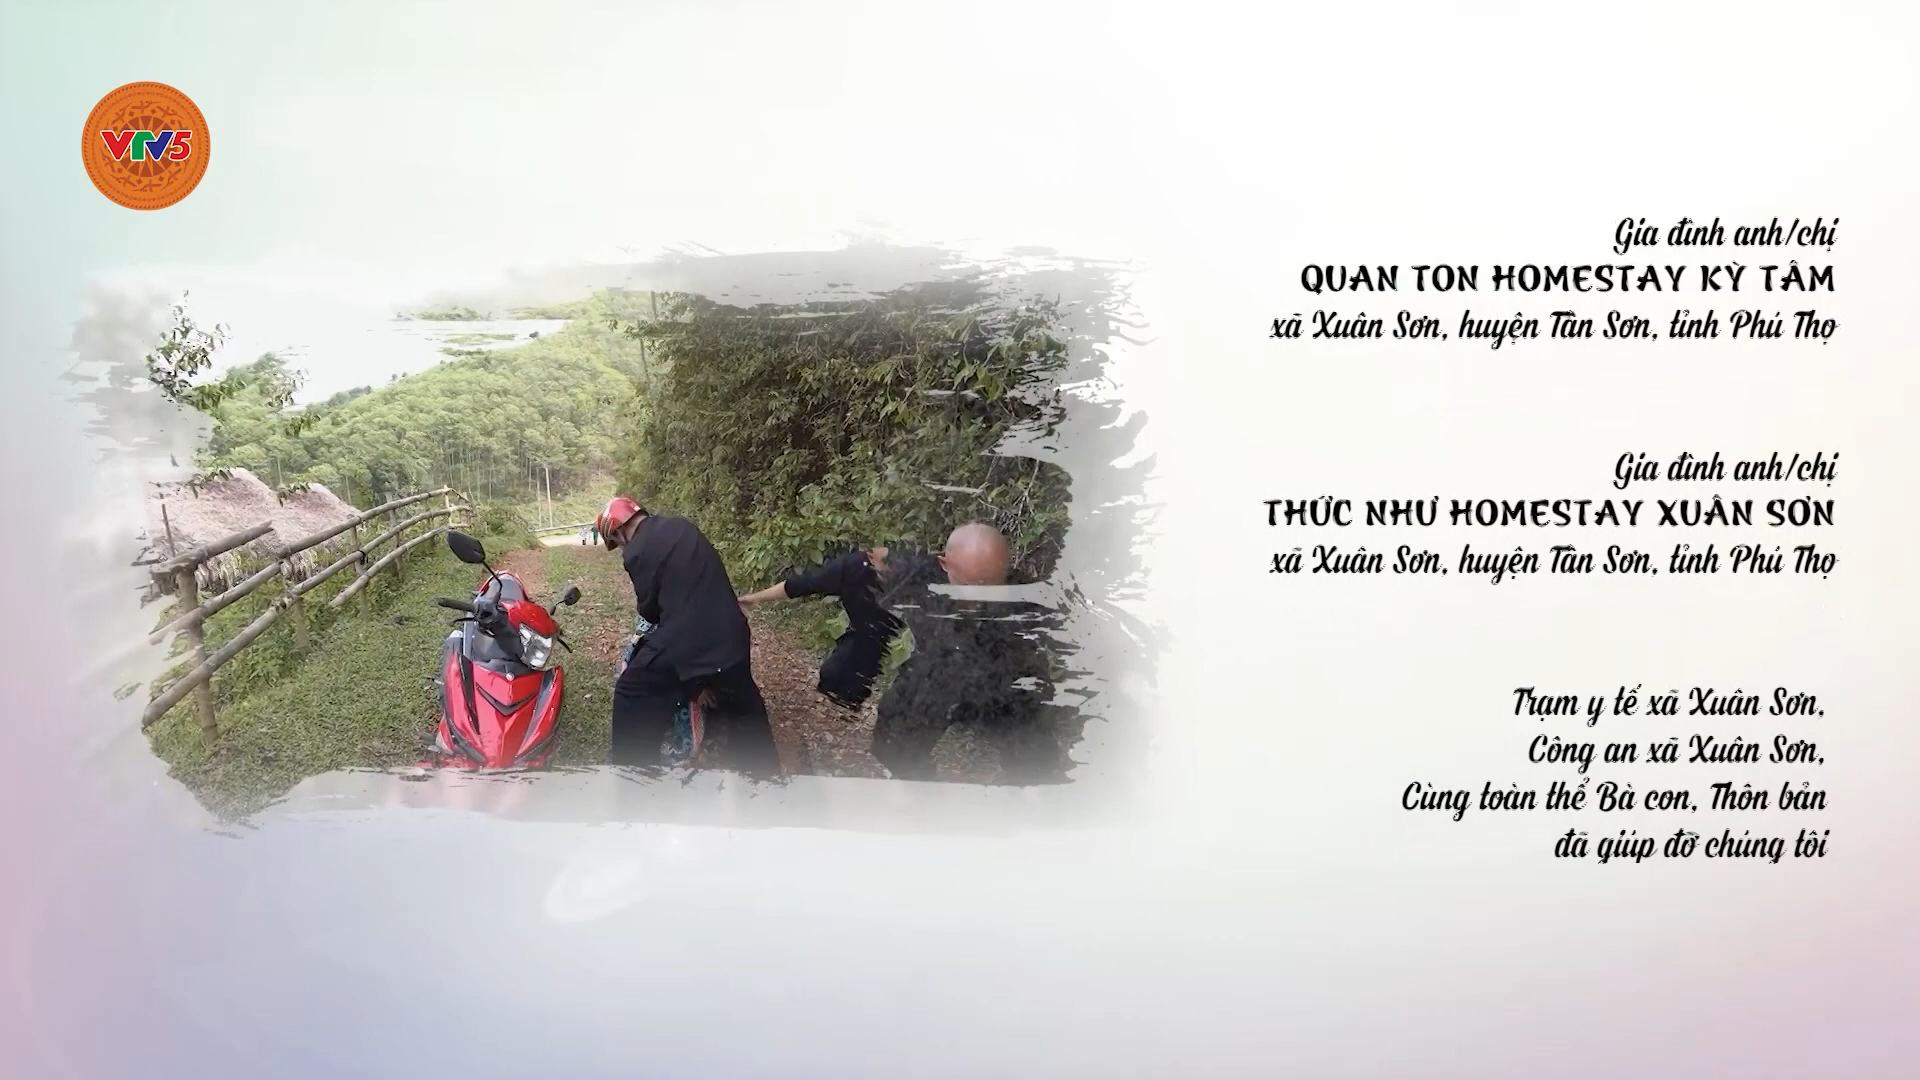 VTV5
Gia đình anh/chị
QUAN TON HOMESTAY KỲ TÂM
xã Xuân Sơn, huyện Tân Sơn, tỉnh Phú Thọ
Gia đình anh/chị
THỨC NHƯ HOMESTAY XUÂN SƠN
xã Xuân Sơn, huyện Tân Sơn, tỉnh Phú Thọ
Trạm y tế xã Xuân Sơn,
Công an xã Xuân Sơn,
Cùng toàn thể Bà con, Thôn bản
đã giúp đỡ chúng tôi